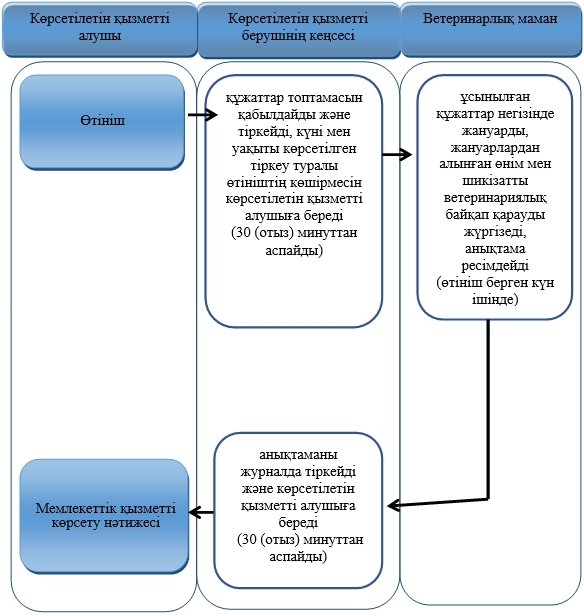 Көрсетілетін қызметті
алушы
Көрсетілетін қызметті
берушінің кеңсесі
Ветеринарлық маман
Өтініш
құжаттар топтамасын
қабылдайды және
тіркейді, күні мен
уақыты көрсетілген
тіркеу туралы
өтініштің көшірмесін
көрсетілетін қызметті
алушыға береді
(30 (отыз) минуттан
аспайды)
ұсынылған
құжаттар негізінде
жануарды,
жануарлардан
алынған өнім мен
шикізатты
ветеринариялық
байқап қарауды
жүргізеді,
анықтама
ресімдейді
(өтініш берген күн
ішінде)
Мемлекеттік қызметті
көрсету нәтижесі
анықтаманы
журналда тіркейді
және көрсетілетін
қызметті алушыға
береді
(30 (отыз) минуттан
аспайды)